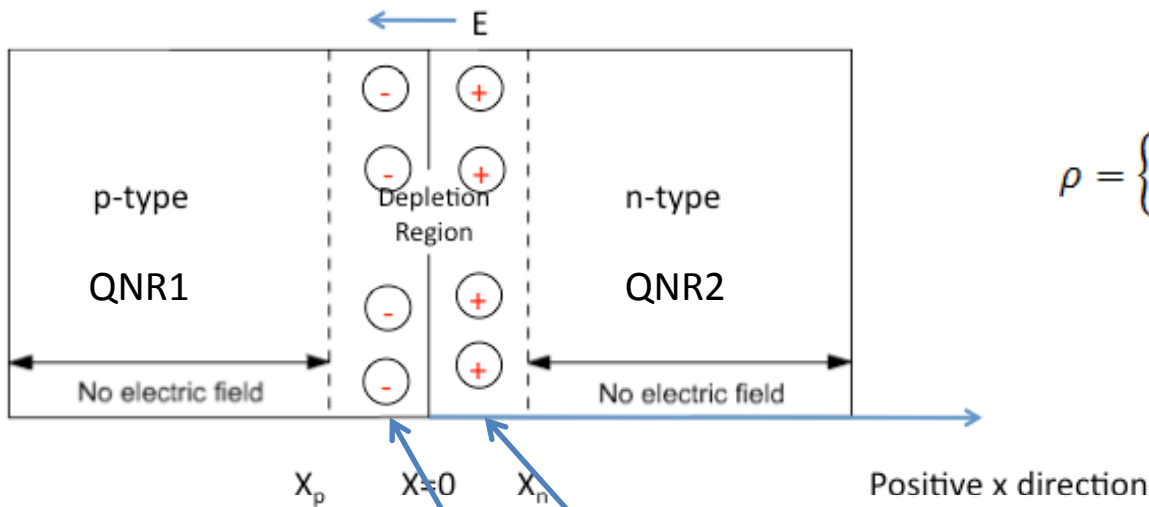 E
- +
- +
p-type
Depletion
Region
n-type
ρ = {
QNR1
QNR2
- +
- +
No electric field
No electric field
Xp
X=0
Xn
Positive x direction